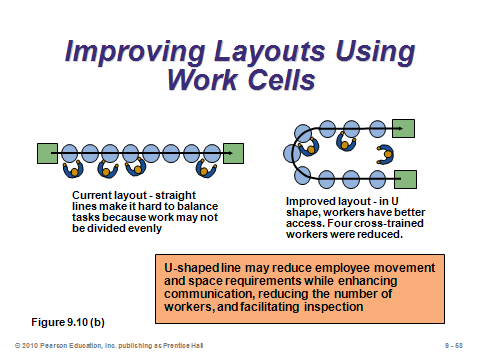 Improving Layouts Using
Work Cells
Current layout - straight
lines make it hard to balance
tasks because work may not
be divided evenly
Improved layout - in U
shape, workers have better
access. Four cross-trained
workers were reduced.
U-shaped line may reduce employee movement
and space requirements while enhancing
communication, reducing the number of
workers, and facilitating inspection
Figure 9.10 (b)
© 2010 Pearson Education, Inc. publishing as Prentice Hall
9 - 58